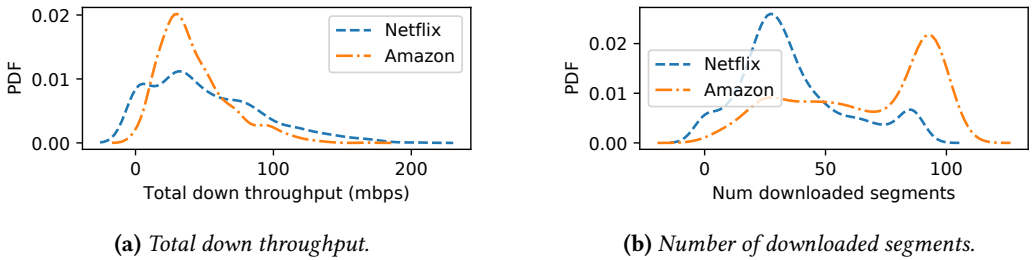 PDF
0.02
0.01
0.00
Netflix
Amazon
0
100
200
Total down throughput (mbps)
(a) Total down throughput.
PDF
0.02
0.01
0.00
Netflix
Amazon
0
50
100
Num downloaded segments
(b) Number of downloaded segments.